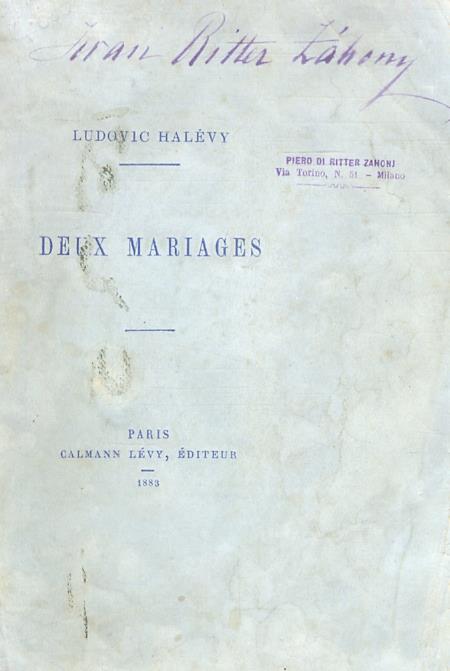 Ivan Ritter Záhony
LUDOVIC HALÉVY
PIERO DI RITTER ZAHONJ
Via Torino, N. 51 – Milano
DEUX MARIAGES
PARIS
CALMANN LÉVY, ÉDITEUR
1883